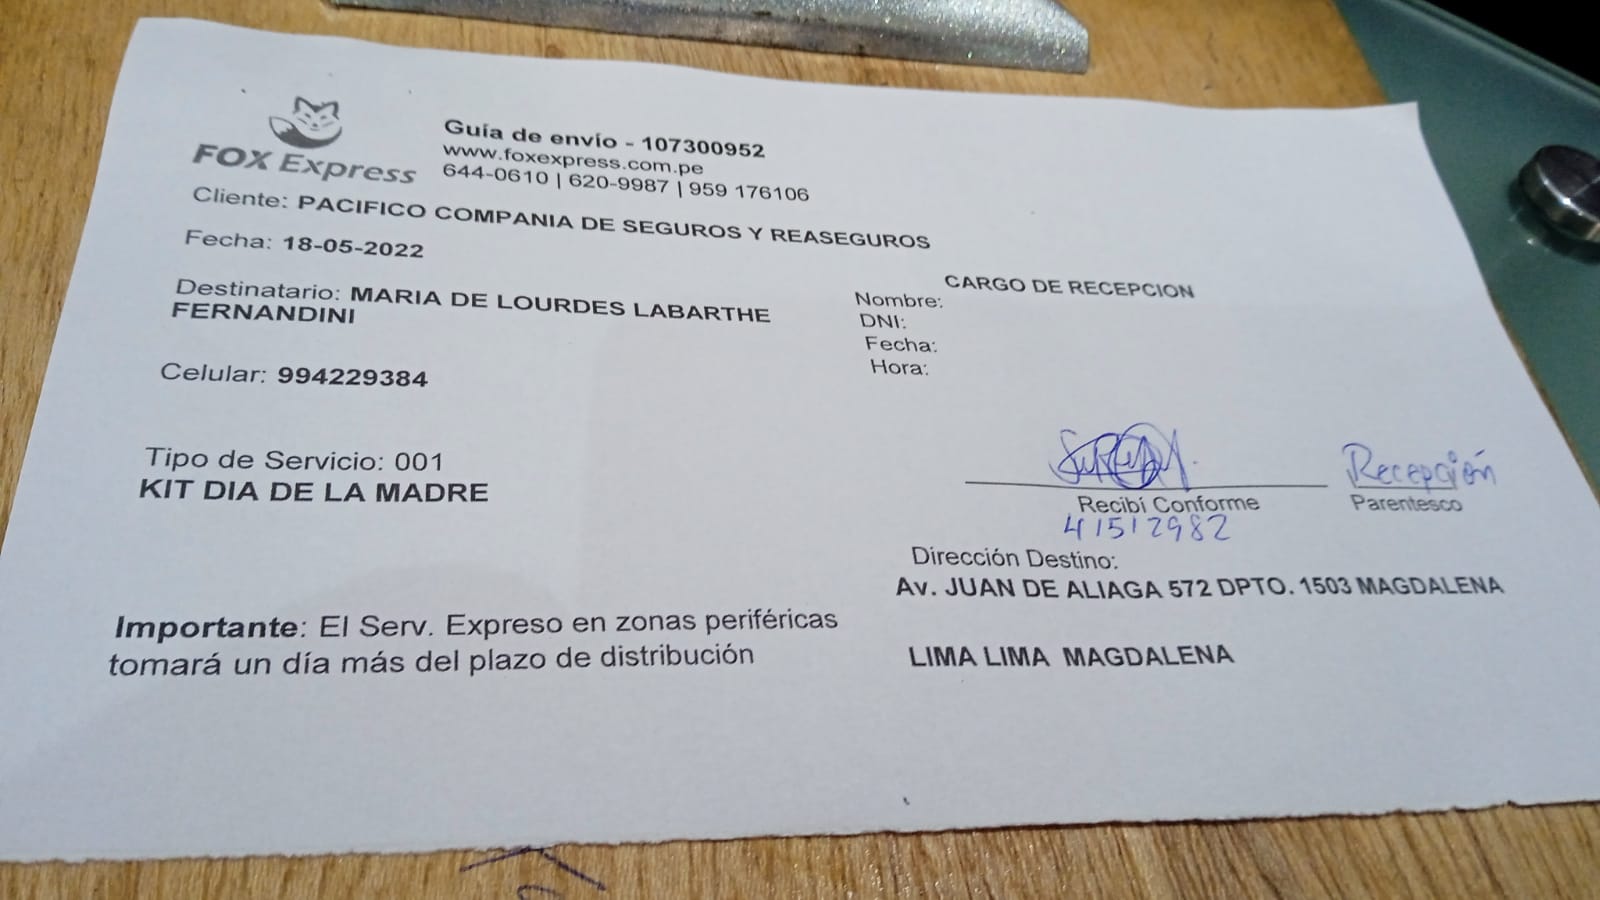 FOX Express
Guía de envío - 107300952
www.foxexpress.com.pe
644-0610 | 620-9987 | 959 176106
Cliente: PACIFICO COMPANIA DE SEGUROS Y REASEGUROS
Fecha: 18-05-2022
Destinatario: MARIA DE LOURDES LABARTHE
FERNANDINI
Celular: 994229384
Tipo de Servicio: 001
KIT DIA DE LA MADRE
Importante: El Serv. Expreso en zonas periféricas
tomará un día más del plazo de distribución
CARGO DE RECEPCION
Nombre:
DNI:
Fecha:
Hora:
Recepción
Recibí Conforme
Parentesco
41512982
Dirección Destino:
Av. JUAN DE ALIAGA 572 DPTO. 1503 MAGDALENA
LIMA LIMA MAGDALENA